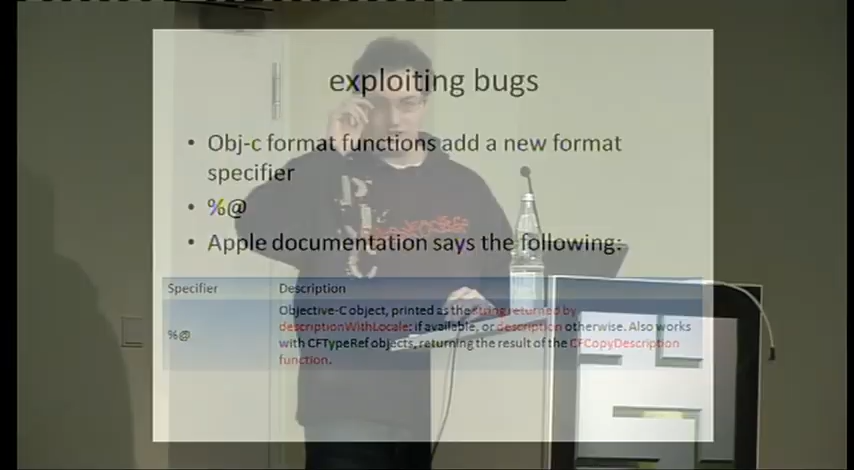 exploiting bugs
• Obj-c format functions add a new format
specifier
• %@
• Apple documentation says the following:
Specifier Description
%@ Objective-C object, printed as the string returned by
descriptionWithLocale: if available, or description otherwise. Also works
with CFTypeRef objects, returning the result of the CFCopyDescription
function.